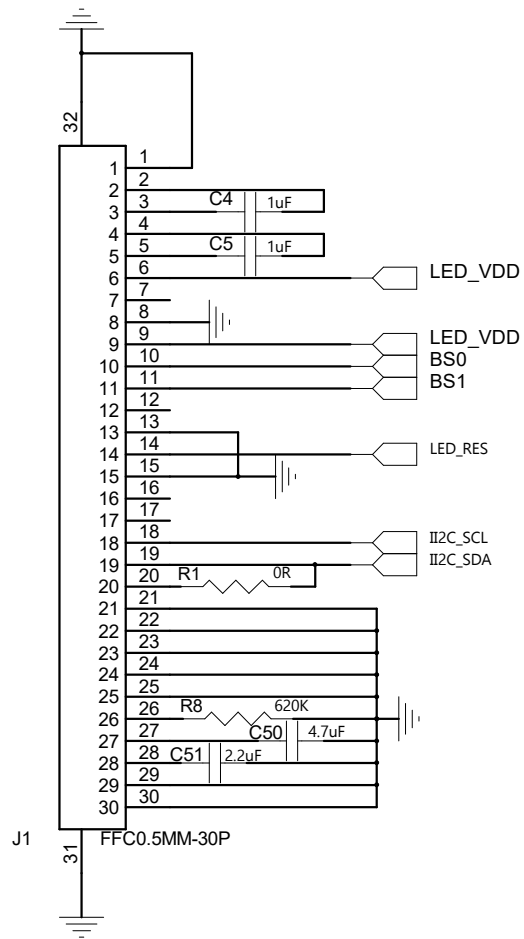 32
1 1
2 2
3 3 C4 1uF
4 4
5 5 C5 1uF
6 6 LED_VDD
7 7
8 8
9 9 LED_VDD
10 10 BS0
11 11 BS1
12 12
13 13
14 14 LED_RES
15 15
16 16
17 17
18 18 II2C_SCL
19 19 II2C_SDA
20 20 R1 0R
21 21
22 22
23 23
24 24
25 25
26 26 R8 620K
27 27 C50 4.7uF
28 28 C51 2.2uF
29 29
30 30
J1 31 FFC0.5MM-30P